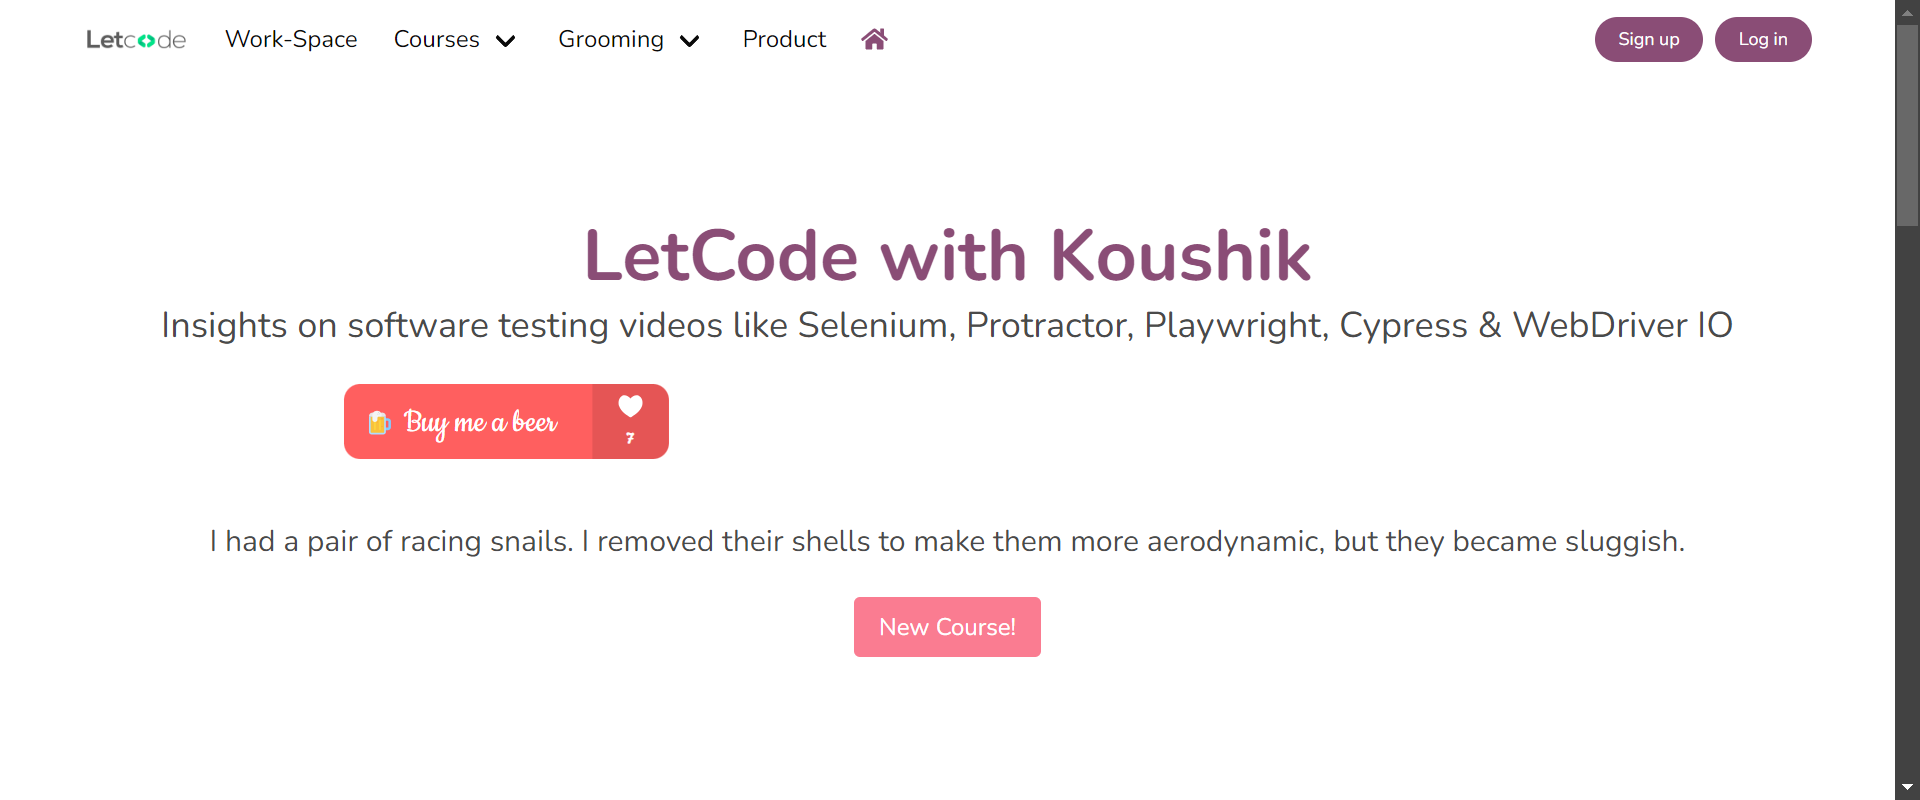 Letcode Work-Space Courses Grooming Product Sign up Log in
LetCode with Koushik
Insights on software testing videos like Selenium, Protractor, Playwright, Cypress & WebDriver IO
Buy me a beer 7
I had a pair of racing snails. I removed their shells to make them more aerodynamic, but they became sluggish.
New Course!